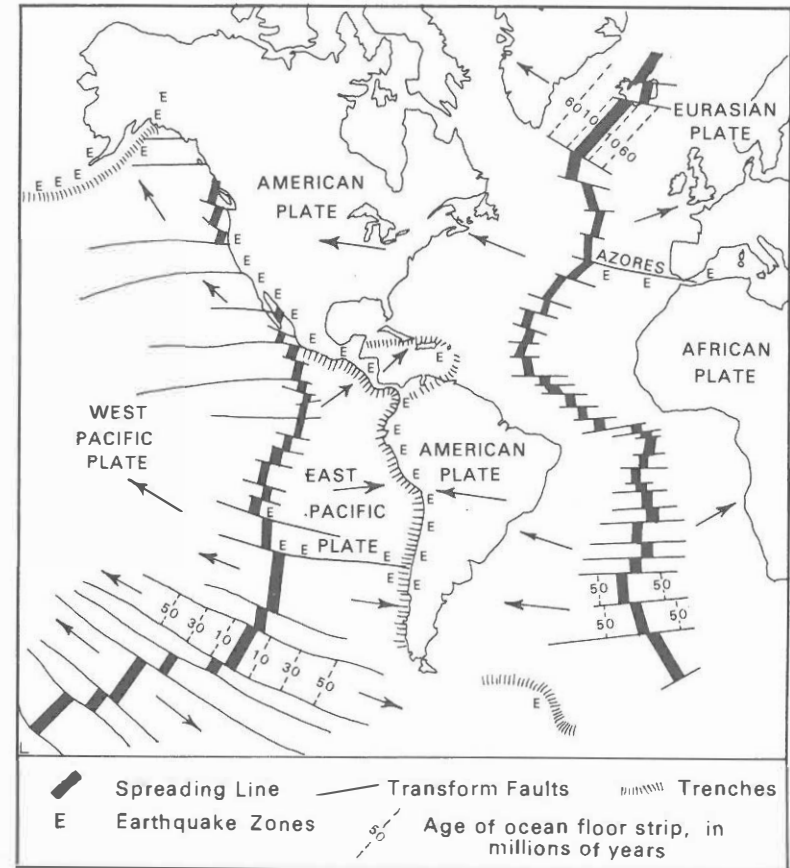 60
10
10
60
EURASIAN
PLATE
E
E
E
E
E
E
E
AMERICAN
PLATE
E
E
AZORES
E
E
E
E
E
E
E
E
E
E
AFRICAN
PLATE
WEST
PACIFIC
PLATE
E
E
AMERICAN
PLATE
EAST
PACIFIC
PLATE
E
E
E
E
E
E
E
E
E
E
E
50
50
50
50
50
30
10
10
30
50
E
Spreading Line
Transform Faults
Trenches
E Earthquake Zones
50 Age of ocean floor strip, in
millions of years